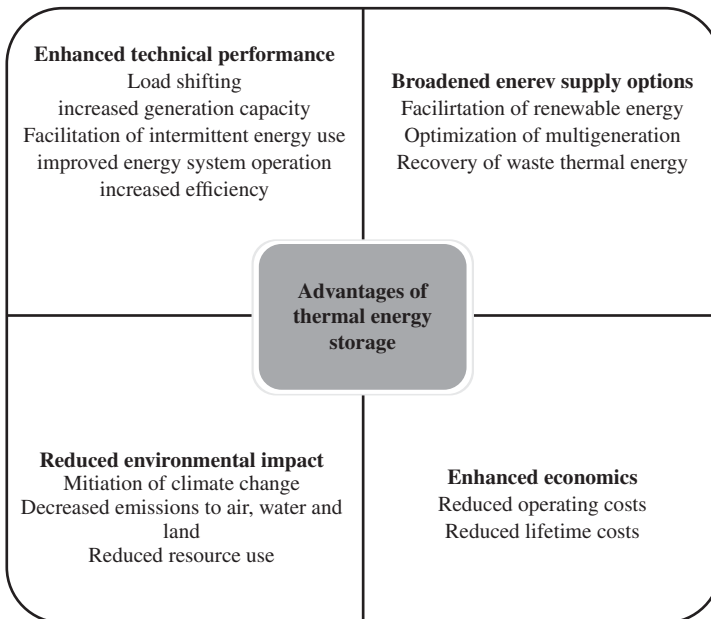 Enhanced technical performance
Load shifting
increased generation capacity
Facilitation of intermittent energy use
improved energy system operation
increased efficiency
Broadened enerev supply options
Facilirtation of renewable energy
Optimization of multigeneration
Recovery of waste thermal energy
Advantages of
thermal energy
storage
Reduced environmental impact
Mitiation of climate change
Decreased emissions to air, water and
land
Reduced resource use
Enhanced economics
Reduced operating costs
Reduced lifetime costs